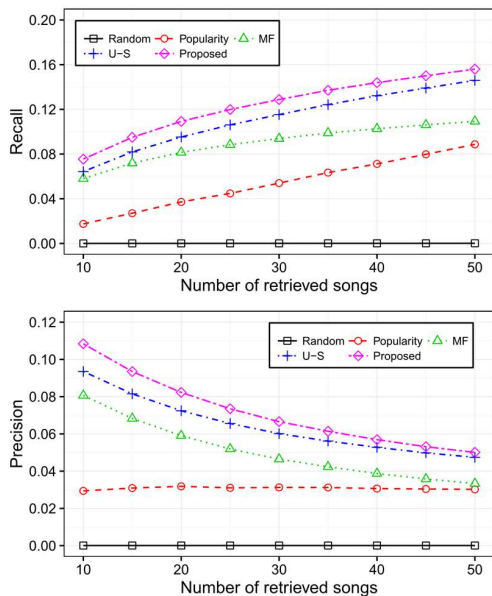 0.20
0.16
0.12
0.08
0.04
0.00
Recall
Random Popularity MF
U−S Proposed
10 20 30 40 50
Number of retrieved songs
0.12
0.10
0.08
0.06
0.04
0.02
0.00
Precision
Random Popularity MF
U−S Proposed
10 20 30 40 50
Number of retrieved songs